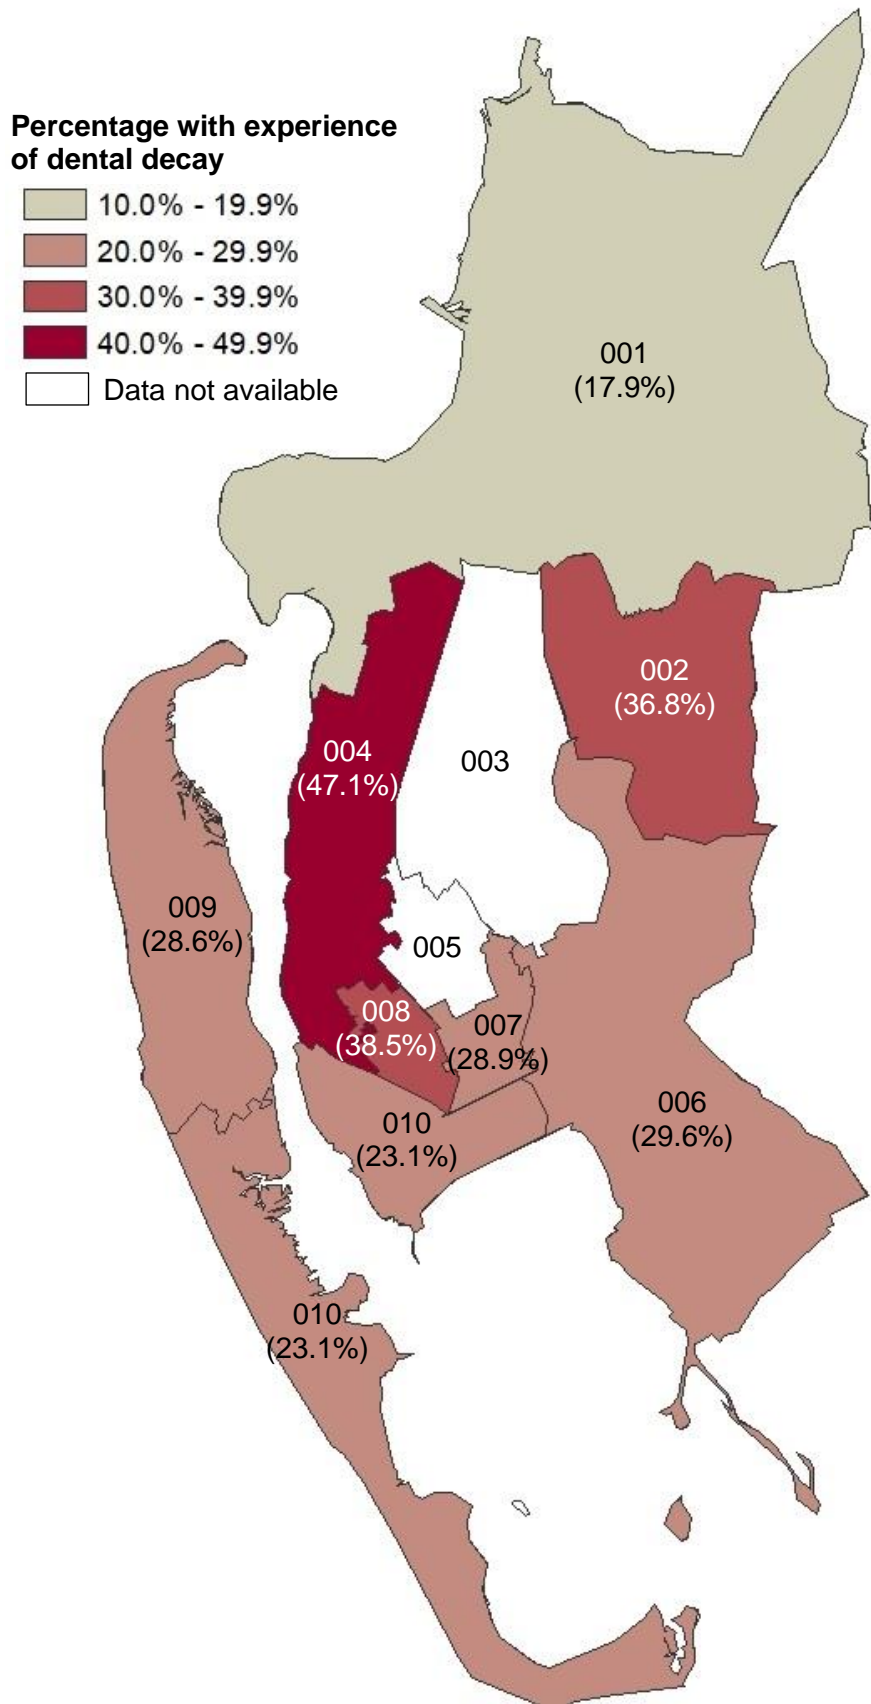 Percentage with experience
of dental decay
10.0% - 19.9%
20.0% - 29.9%
30.0% - 39.9%
40.0% - 49.9%
Data not available
001
(17.9%)
002
(36.8%)
003
004
(47.1%)
005
009
(28.6%)
008
(38.5%)
007
(28.9%)
006
(29.6%)
010
(23.1%)
010
(23.1%)